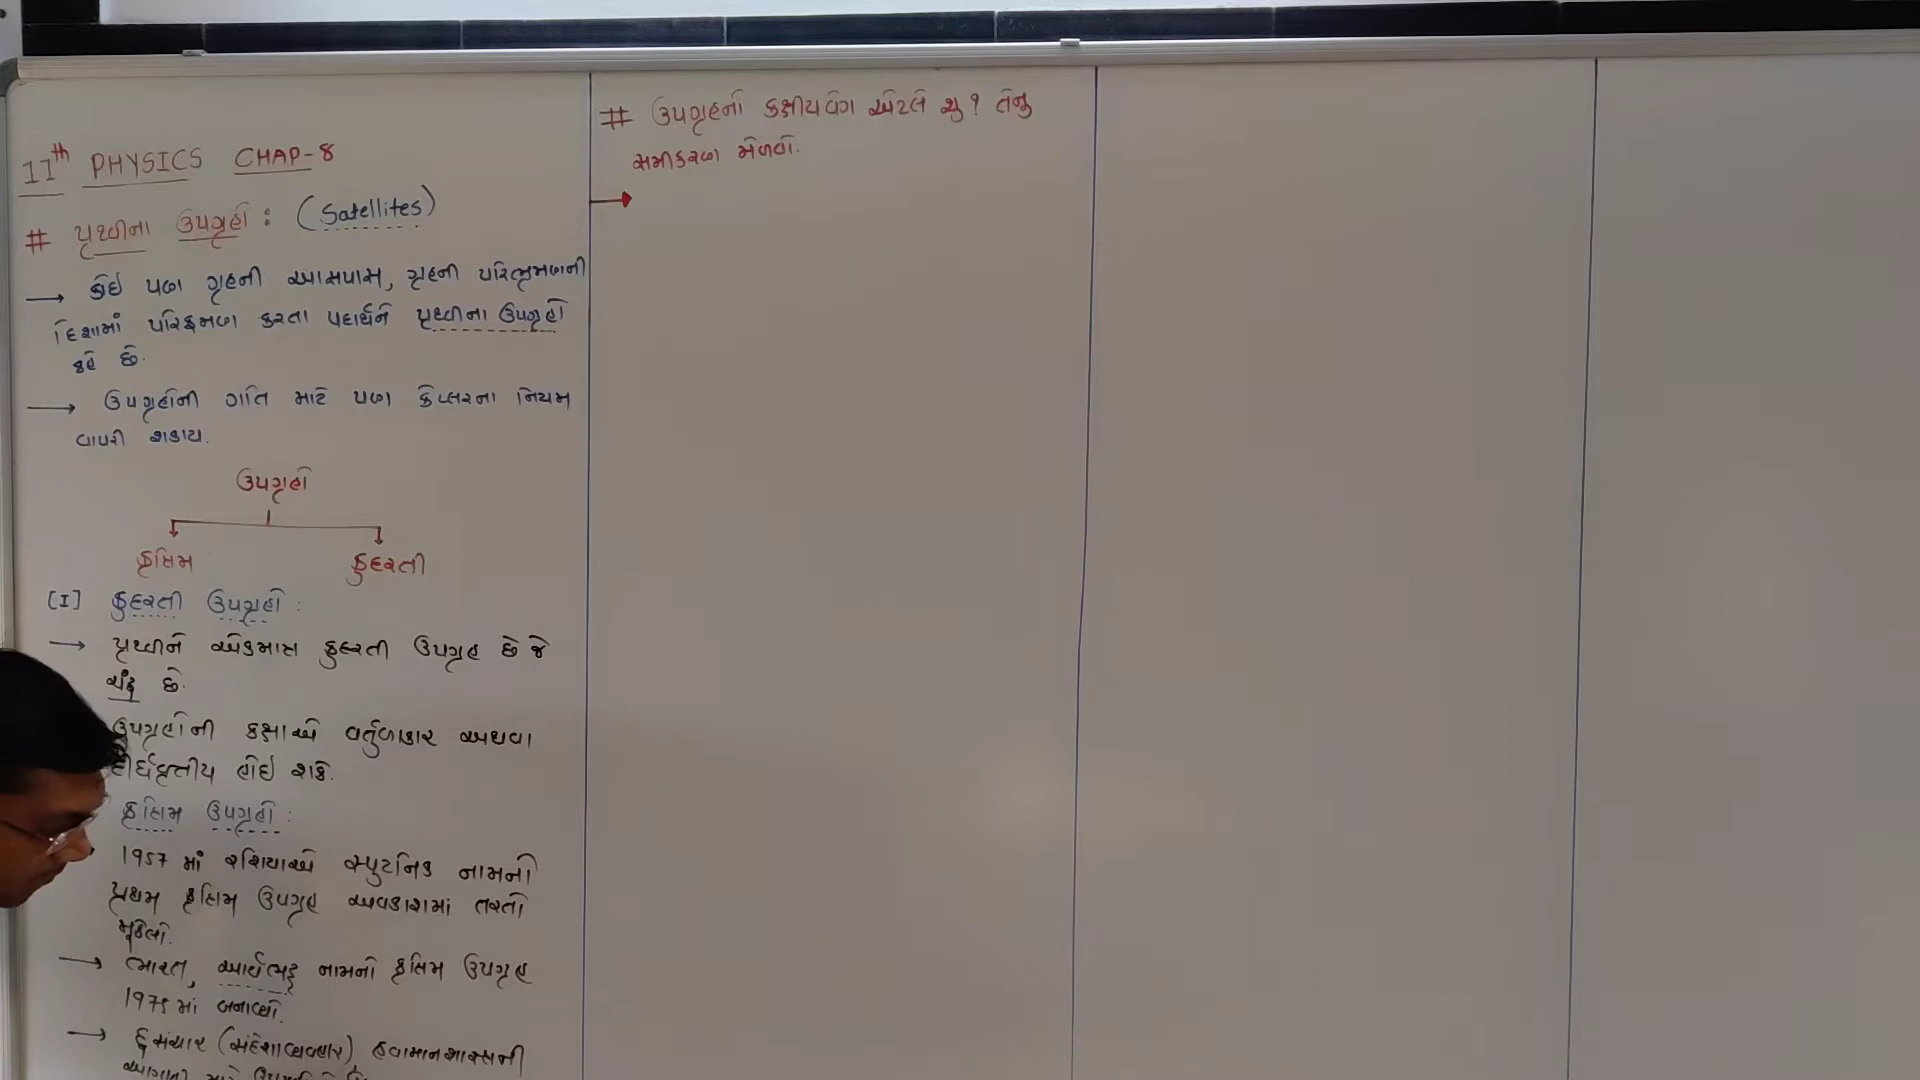 11th PHYSICS CHAP-8
# પૃથ્વીના ઉપગ્રહો : (Satellites)
→ કોઈ પણ ગ્રહની આસપાસ, ગ્રહની પરિભ્રમણની
દિશામાં પરિક્રમણ કરતા પદાર્થને પૃથ્વીના ઉપગ્રહો
કહે છે.
→ ઉપગ્રહોની ગતિ માટે પણ કેપ્લરના નિયમ
વાપરી શકાય.
ઉપગ્રહો
કૃત્રિમ કુદરતી
[I] કુદરતી ઉપગ્રહો :
→ પૃથ્વીને એકમાત્ર કુદરતી ઉપગ્રહ છે જે
ચંદ્ર છે.
ઉપગ્રહોની કક્ષાએ વર્તુળાકાર અથવા
દીર્ઘવૃત્તીય હોઈ શકે.
કૃત્રિમ ઉપગ્રહો :
1957 માં રશિયાએ સ્પુટનિક નામનો
પ્રથમ કૃત્રિમ ઉપગ્રહ અવકાશમાં તરતો
મૂકેલો.
→ ભારત, આર્યભટ્ટ નામનો કૃત્રિમ ઉપગ્રહ
1975 માં બનાવ્યો.
→ દુરસંચાર (સંદેશાવ્યવહાર), હવામાનશાસ્ત્રની
# ઉપગ્રહનો કક્ષીયવેગ એટલે શુ? તેનુ
સમીકરણ મેળવો.
→